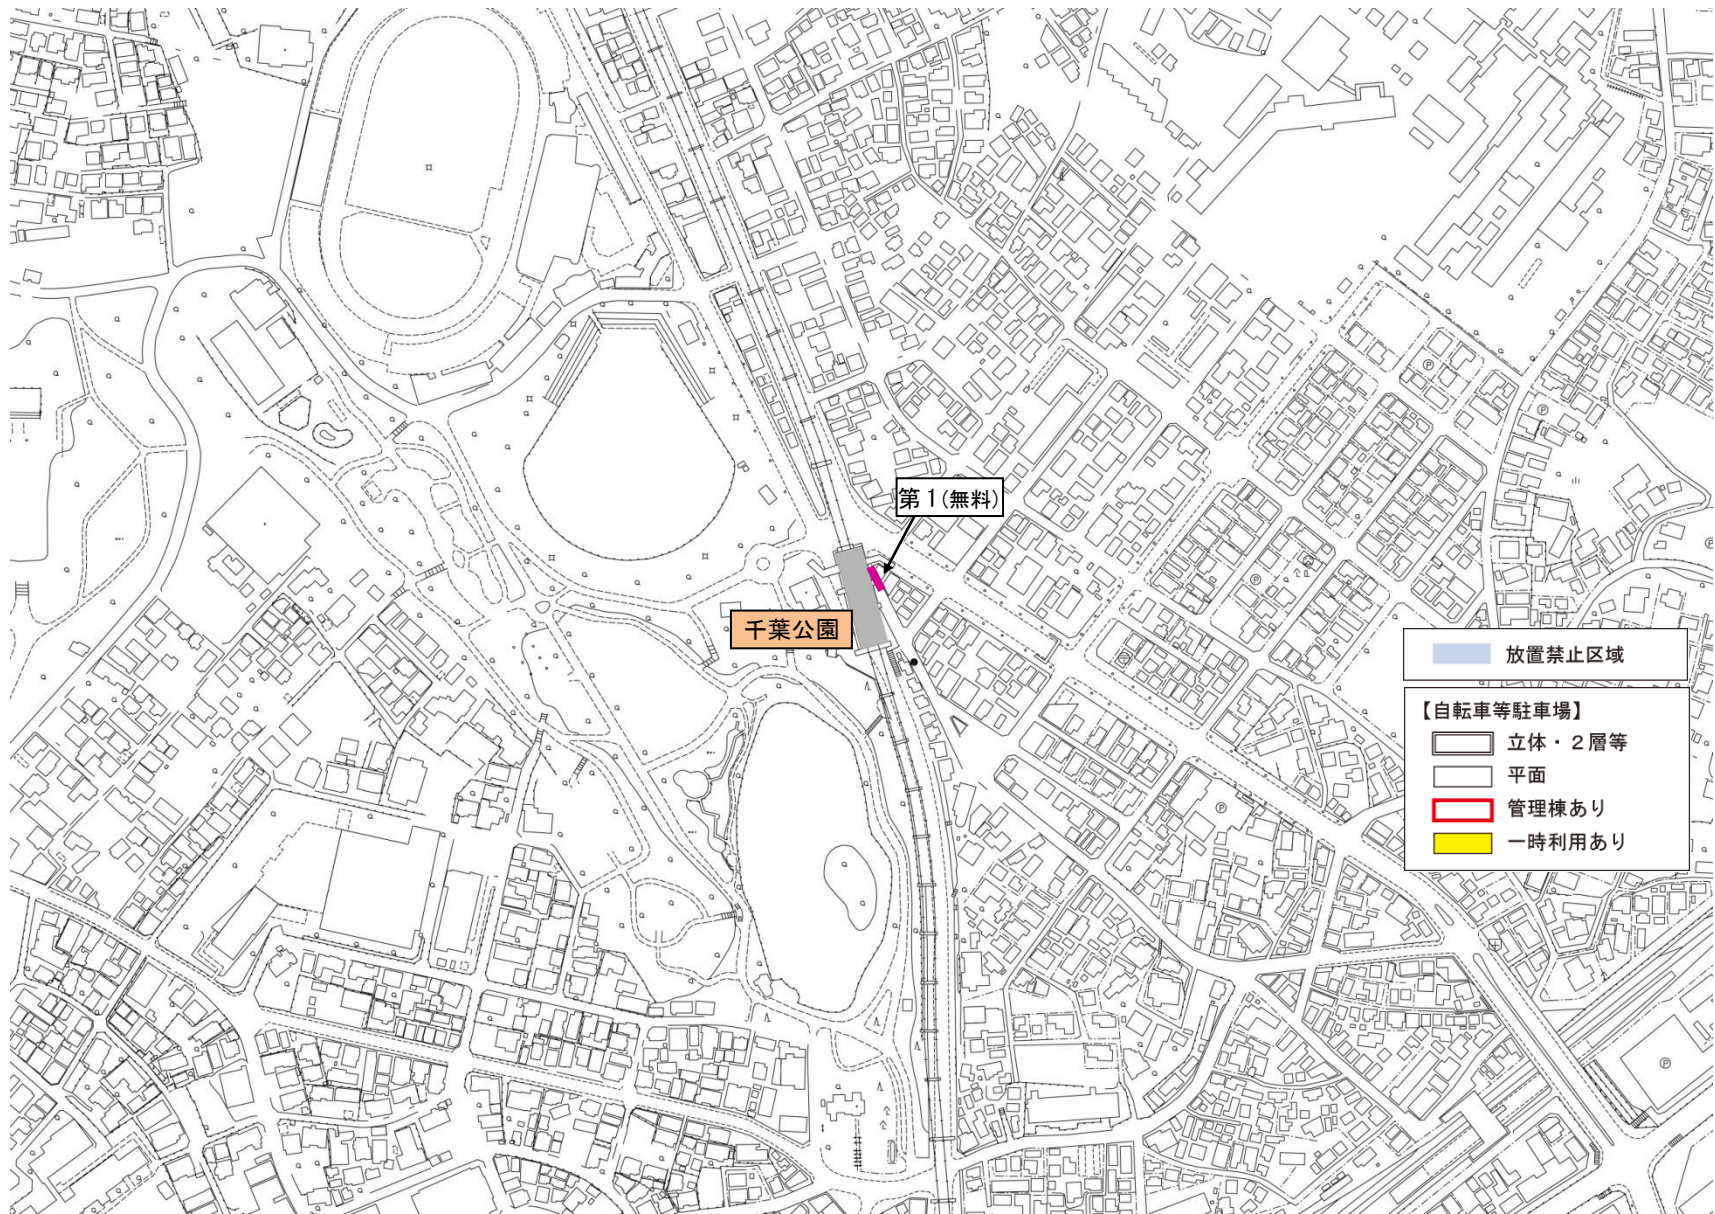 第１(無料)
千葉公園
放置禁止区域
【自転車等駐車場】
立体・２層等
平面
管理棟あり
一時利用あり